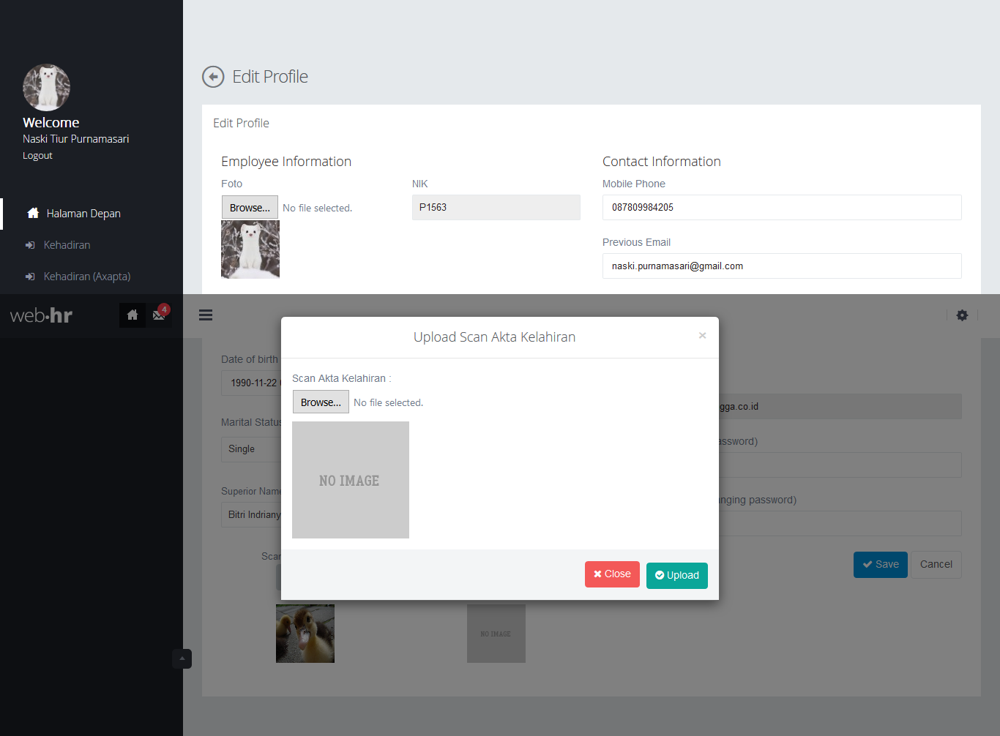 Welcome
Naski Tiur Purnamasari
Logout
Halaman Depan
Kehadiran
Kehadiran (Axapta)
Edit Profile
Edit Profile
Employee Information
Contact Information
Foto
NIK
Mobile Phone
Browse... No file selected.
P1563
087809984205
Previous Email
naski.purnamasari@gmail.com
web·hr
4
Upload Scan Akta Kelahiran
×
Date of birth
Scan Akta Kelahiran :
1990-11-22
Browse... No file selected.
gga.co.id
Marital Status
assword)
Single
NO IMAGE
Superior Name
nging password)
Bitri Indriany
Scan
Close
Upload
Save
Cancel
NO IMAGE